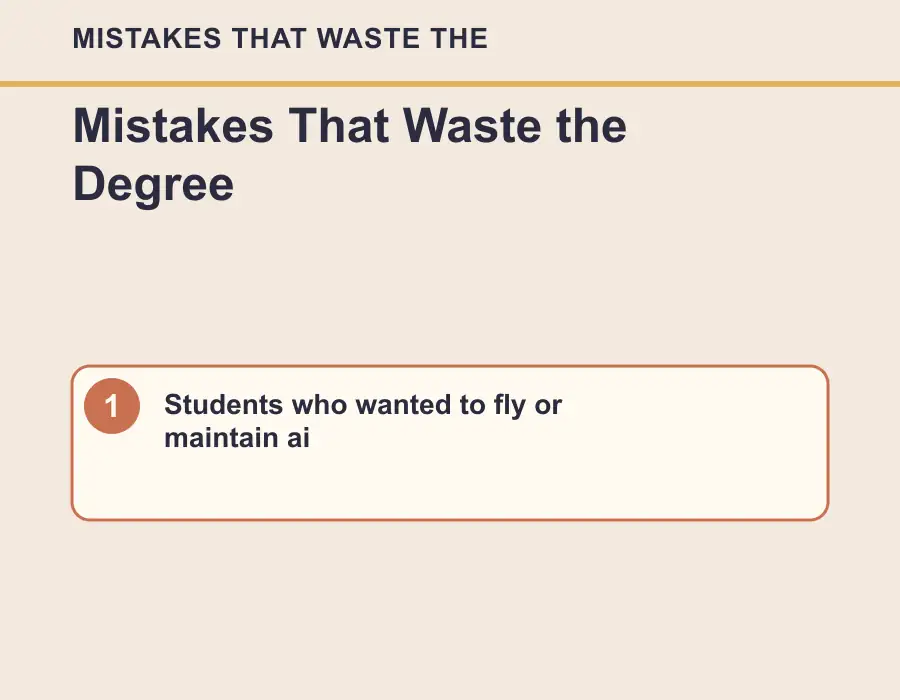 MISTAKES THAT WASTE THE
Mistakes That Waste the
Degree
1
Students who wanted to fly or
maintain ai